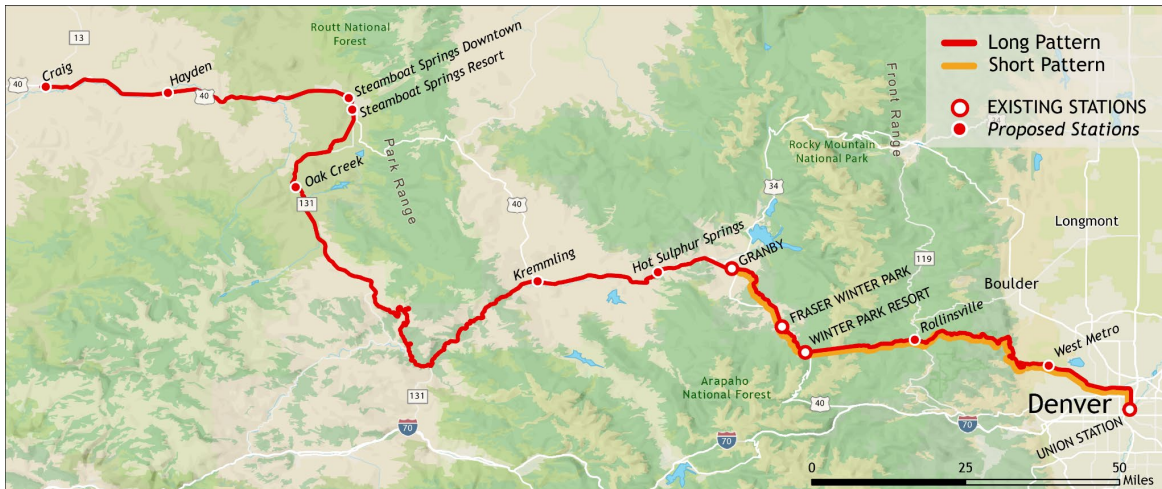 Long Pattern
Short Pattern
EXISTING STATIONS
Proposed Stations
Routt National
Forest
13
40
Craig
Hayden
40
Steamboat Springs Downtown
Steamboat Springs Resort
Oak Creek
131
Park Range
40
Front Range
Rocky Mountain
National Park
34
34
Longmont
Kremmling
Hot Sulphur Springs
GRANBY
119
Boulder
FRASER WINTER PARK
WINTER PARK RESORT
Rollinsville
West Metro
Arapaho
National Forest
40
131
70
70
70
Denver
UNION STATION
0
25
50
Miles